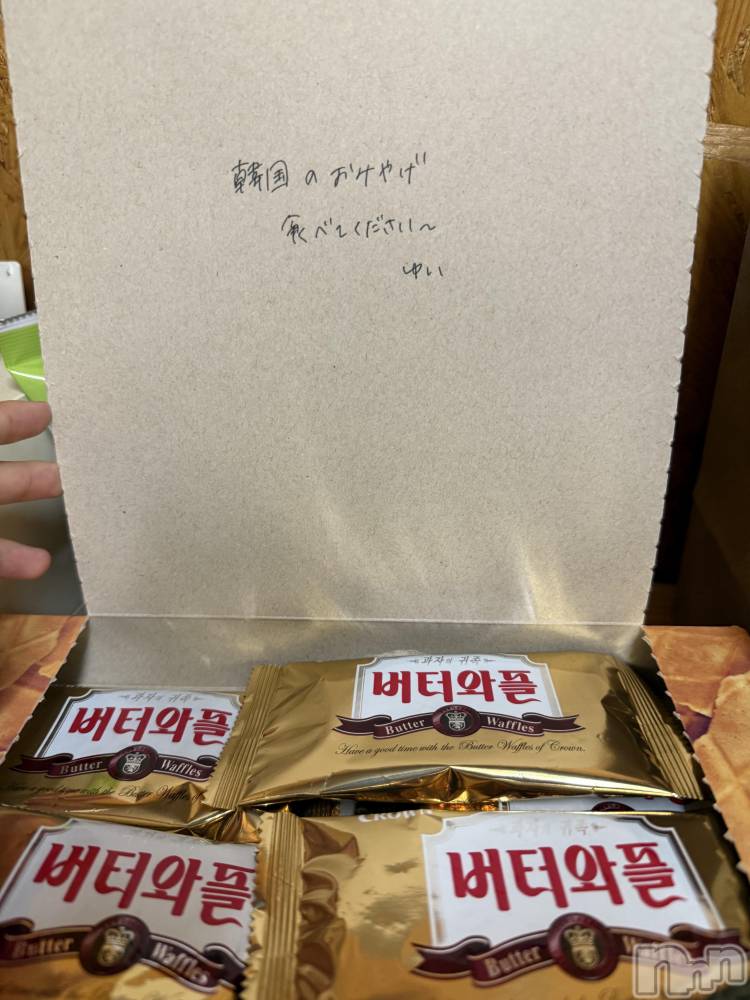 韓国のおみやげ
食べてください〜
ゆい
과자의 귀족
버터와플
Butter Waffles
Have a good time with the Butter Waffles of Crown.
과자의 귀족
버터와플
Butter Waffles
CROWN
버터와플
Butter Waffles
과자의 귀족
버터와플
Butter Waffles
nnn